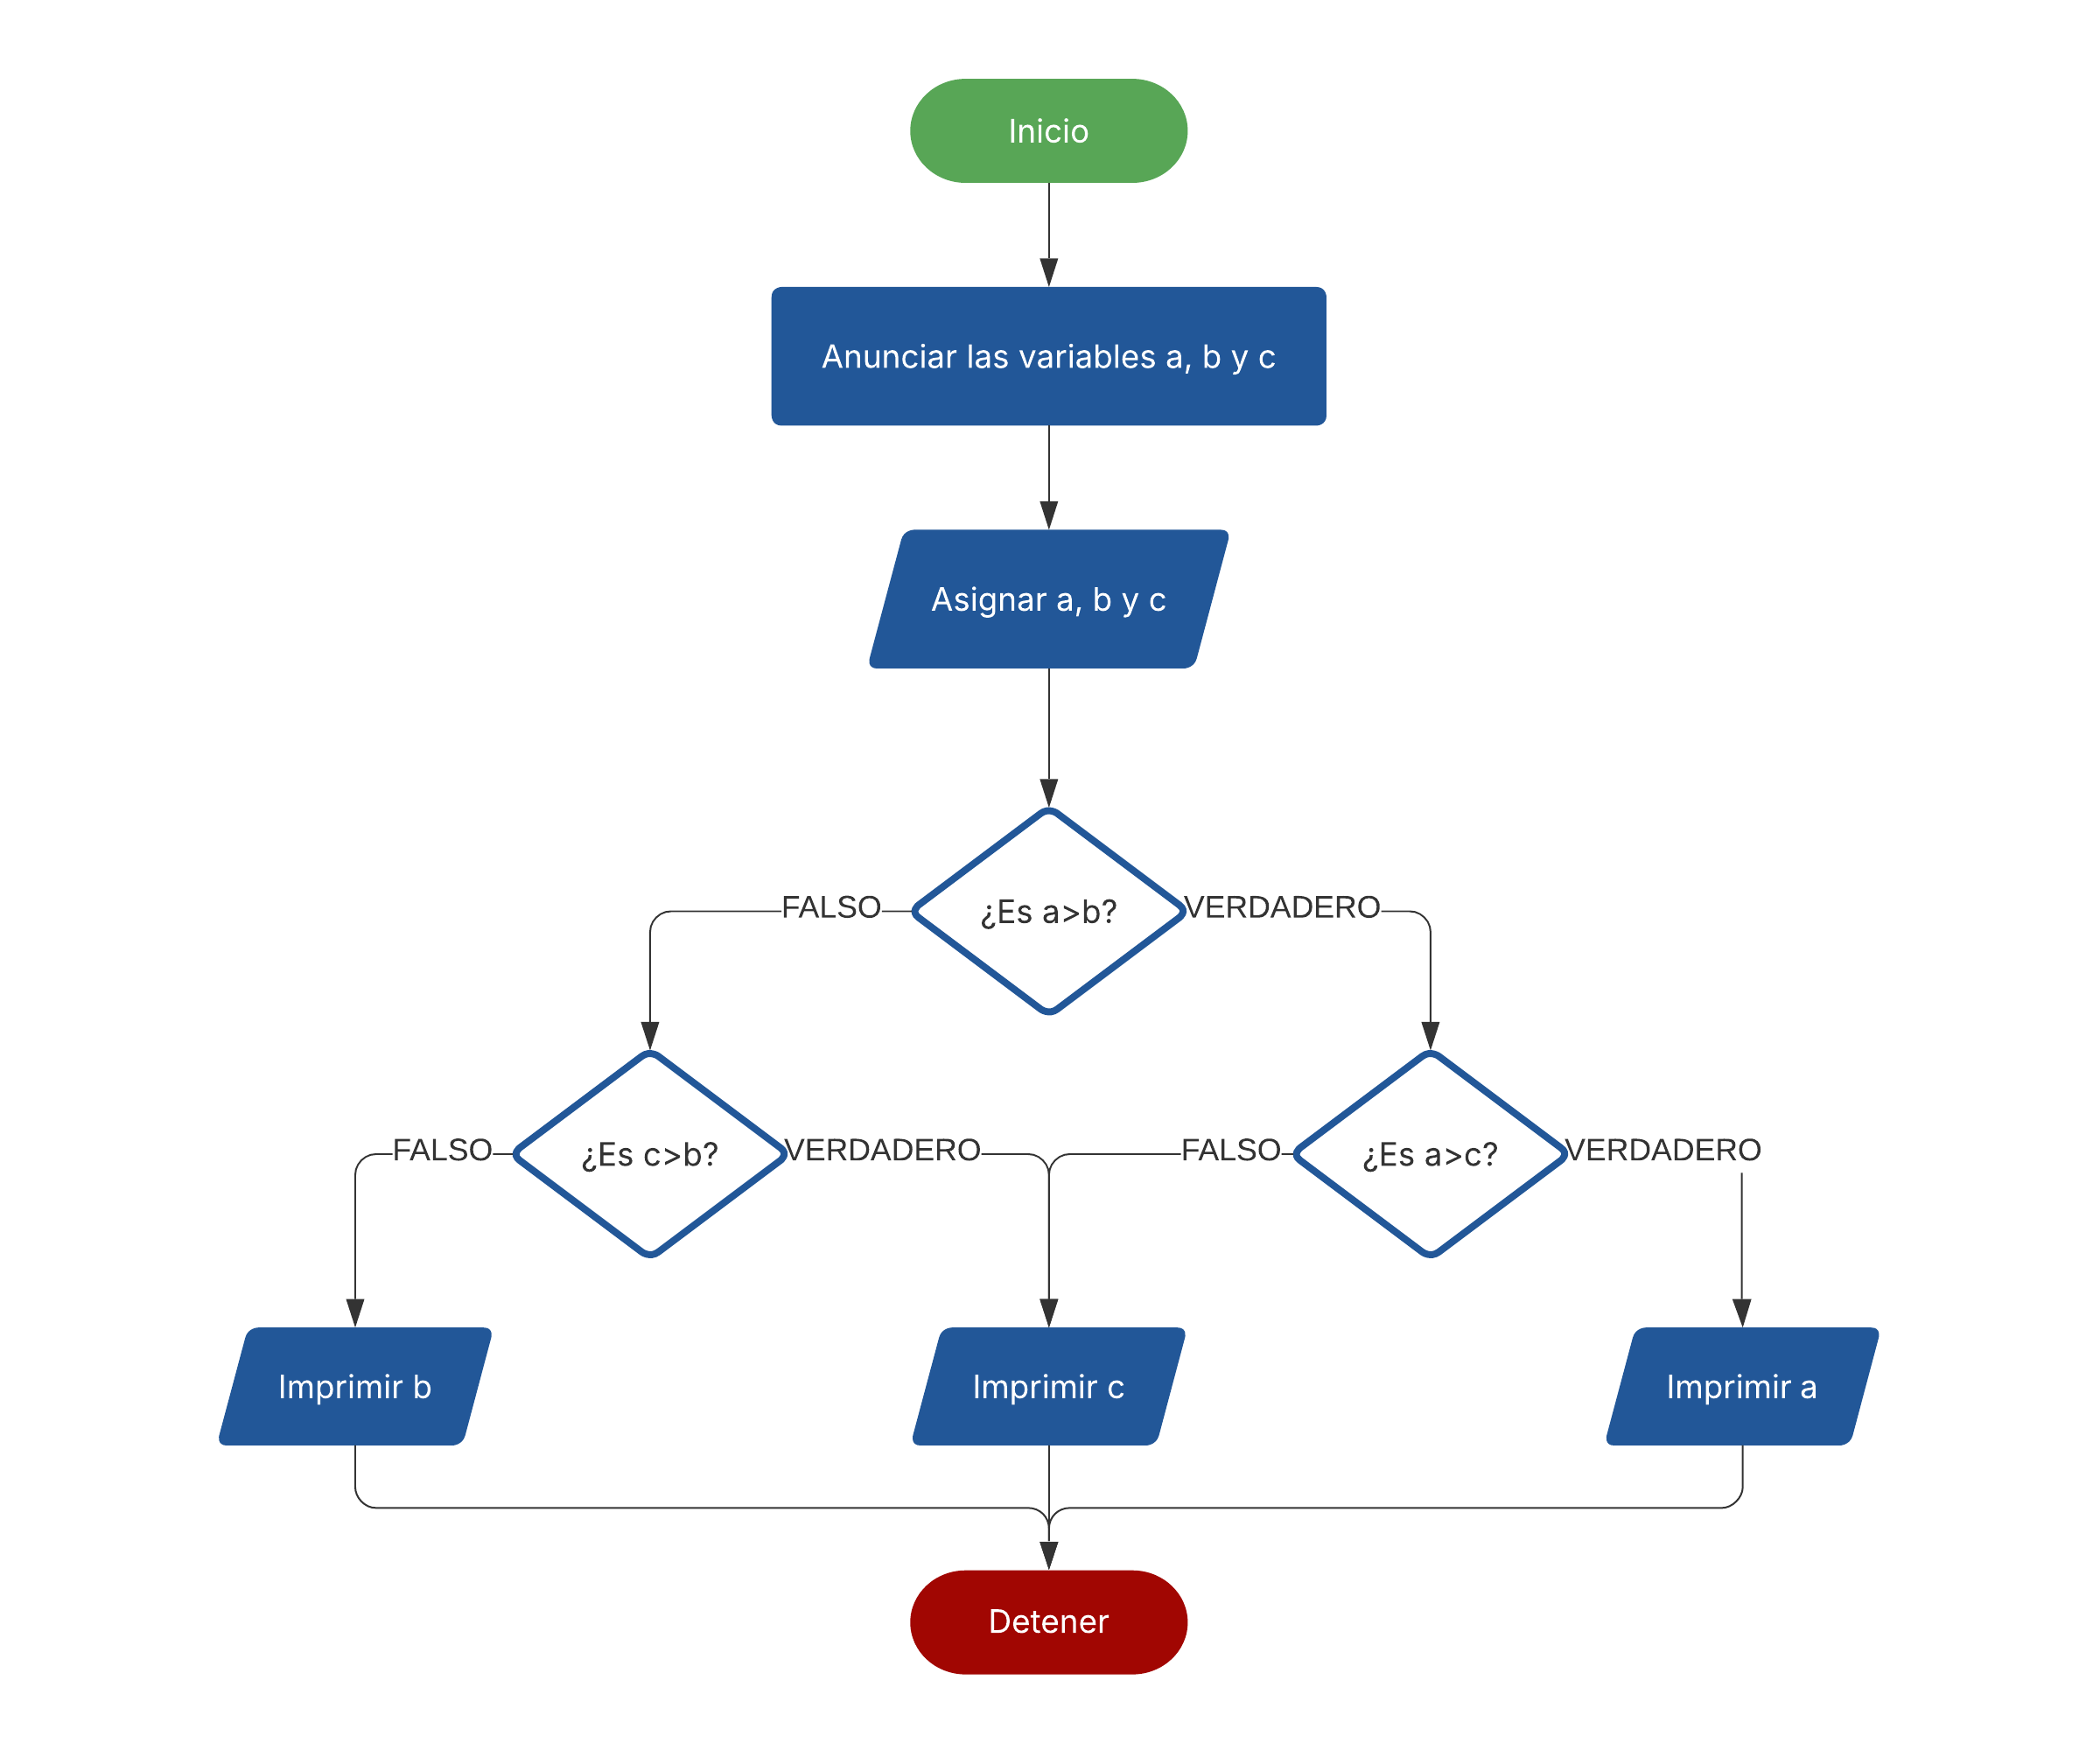 Inicio
Anunciar las variables a, b y c
Asignar a, b y c
FALSO
¿Es a>b?
VERDADERO
FALSO
¿Es c>b?
VERDADERO
FALSO
¿Es a>c?
VERDADERO
Imprimir b
Imprimir c
Imprimir a
Detener